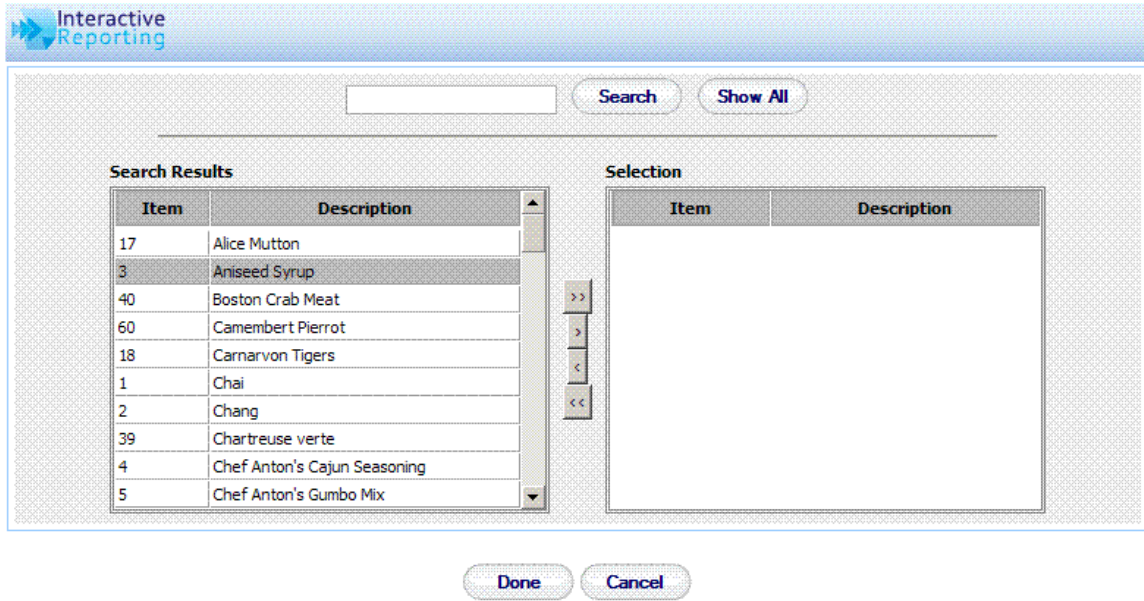 Interactive
Reporting
Search Show All
Search Results
Item Description
17 Alice Mutton
3 Aniseed Syrup
40 Boston Crab Meat
60 Camembert Pierrot
18 Carnarvon Tigers
1 Chai
2 Chang
39 Chartreuse verte
4 Chef Anton's Cajun Seasoning
5 Chef Anton's Gumbo Mix
>>
>
<
<<
Selection
Item Description
Done Cancel